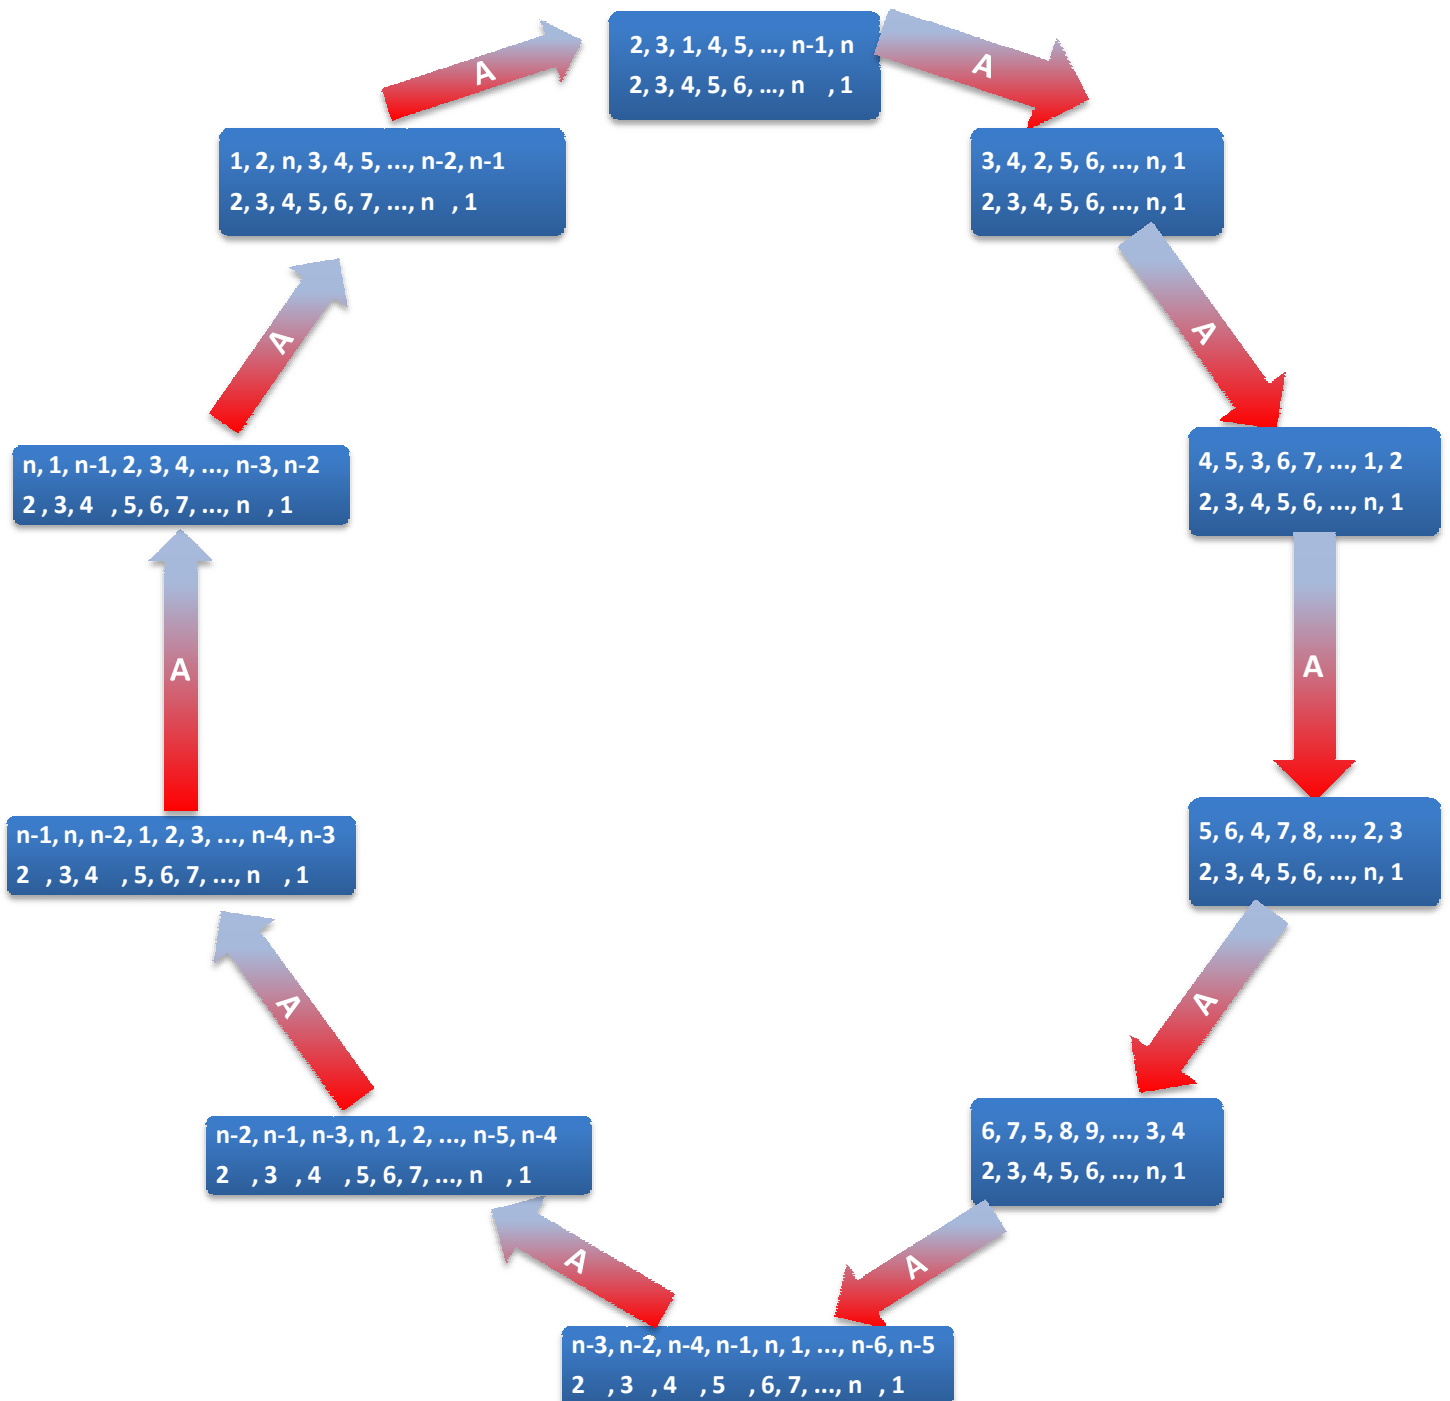 2, 3, 1, 4, 5, ..., n-1, n
2, 3, 4, 5, 6, ..., n , 1
A
3, 4, 2, 5, 6, ..., n, 1
2, 3, 4, 5, 6, ..., n, 1
A
4, 5, 3, 6, 7, ..., 1, 2
2, 3, 4, 5, 6, ..., n, 1
A
5, 6, 4, 7, 8, ..., 2, 3
2, 3, 4, 5, 6, ..., n, 1
A
6, 7, 5, 8, 9, ..., 3, 4
2, 3, 4, 5, 6, ..., n, 1
A
n-3, n-2, n-4, n-1, n, 1, ..., n-6, n-5
2 , 3 , 4 , 5 , 6, 7, ..., n , 1
A
n-2, n-1, n-3, n, 1, 2, ..., n-5, n-4
2 , 3 , 4 , 5, 6, 7, ..., n , 1
A
n-1, n, n-2, 1, 2, 3, ..., n-4, n-3
2 , 3, 4 , 5, 6, 7, ..., n , 1
A
n, 1, n-1, 2, 3, 4, ..., n-3, n-2
2 , 3, 4 , 5, 6, 7, ..., n , 1
A
1, 2, n, 3, 4, 5, ..., n-2, n-1
2, 3, 4, 5, 6, 7, ..., n , 1
A